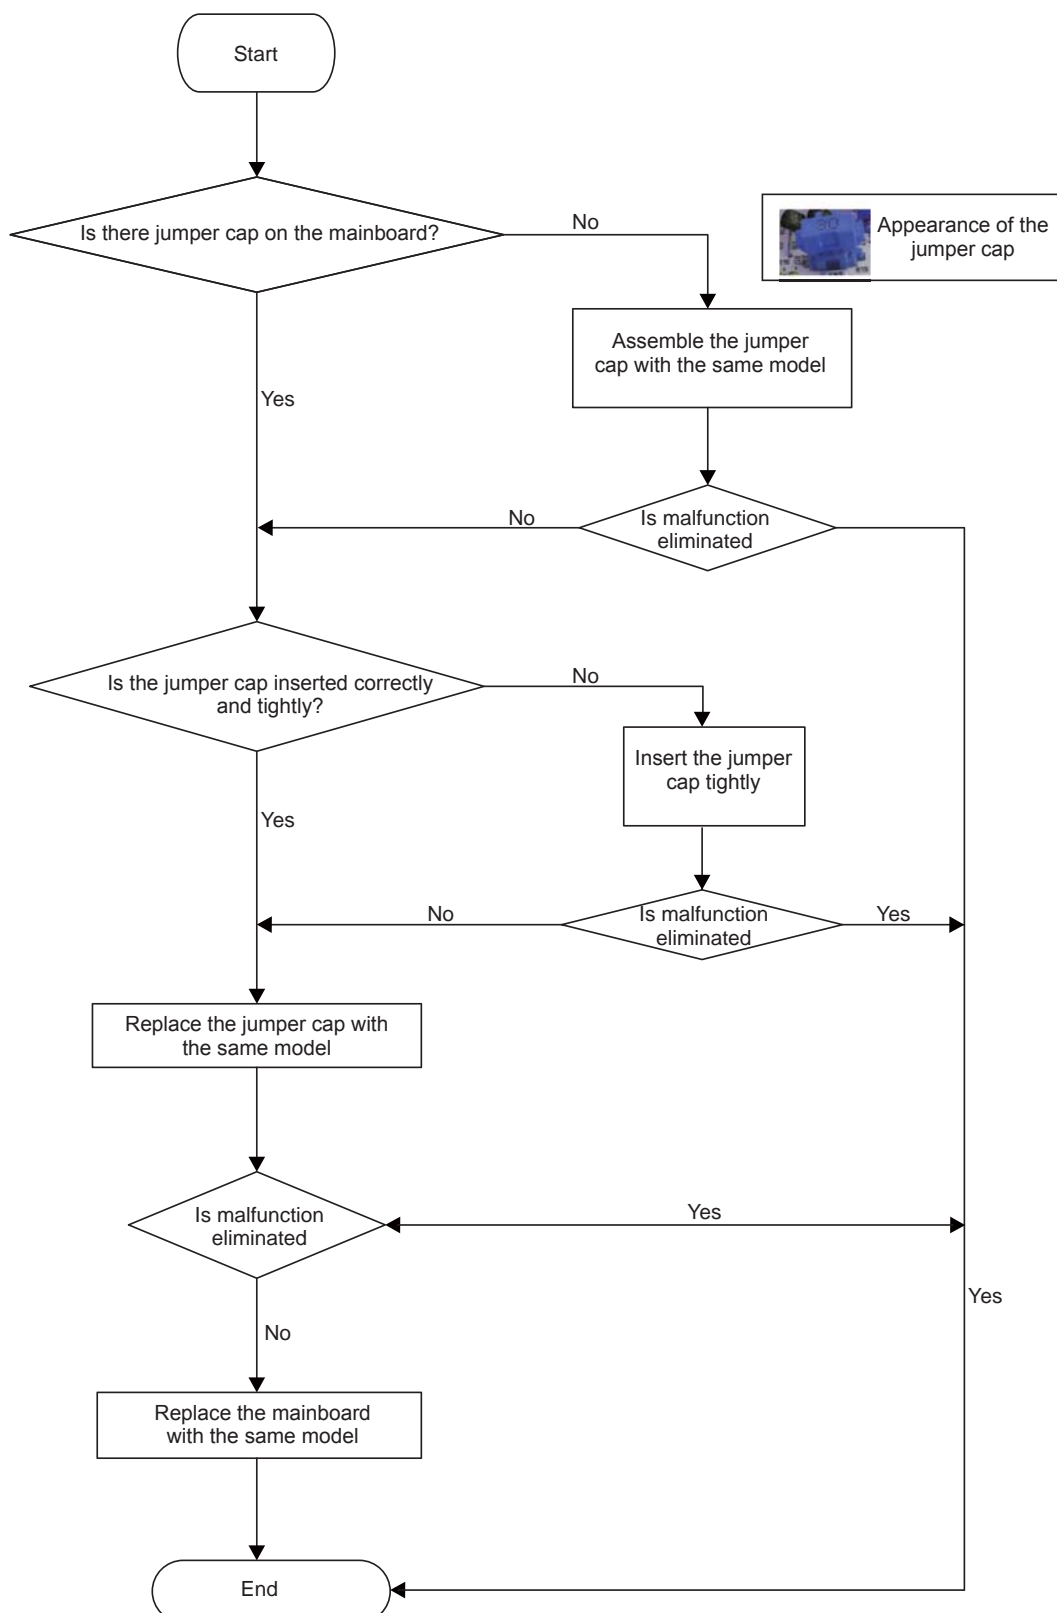 Start
Is there jumper cap on the mainboard?
No
Appearance of the
jumper cap
Assemble the jumper
cap with the same model
Yes
Is malfunction
eliminated
No
Is the jumper cap inserted correctly
and tightly?
No
Insert the jumper
cap tightly
Yes
Is malfunction
eliminated
No
Yes
Replace the jumper cap with
the same model
Is malfunction
eliminated
Yes
Yes
No
Replace the mainboard
with the same model
End